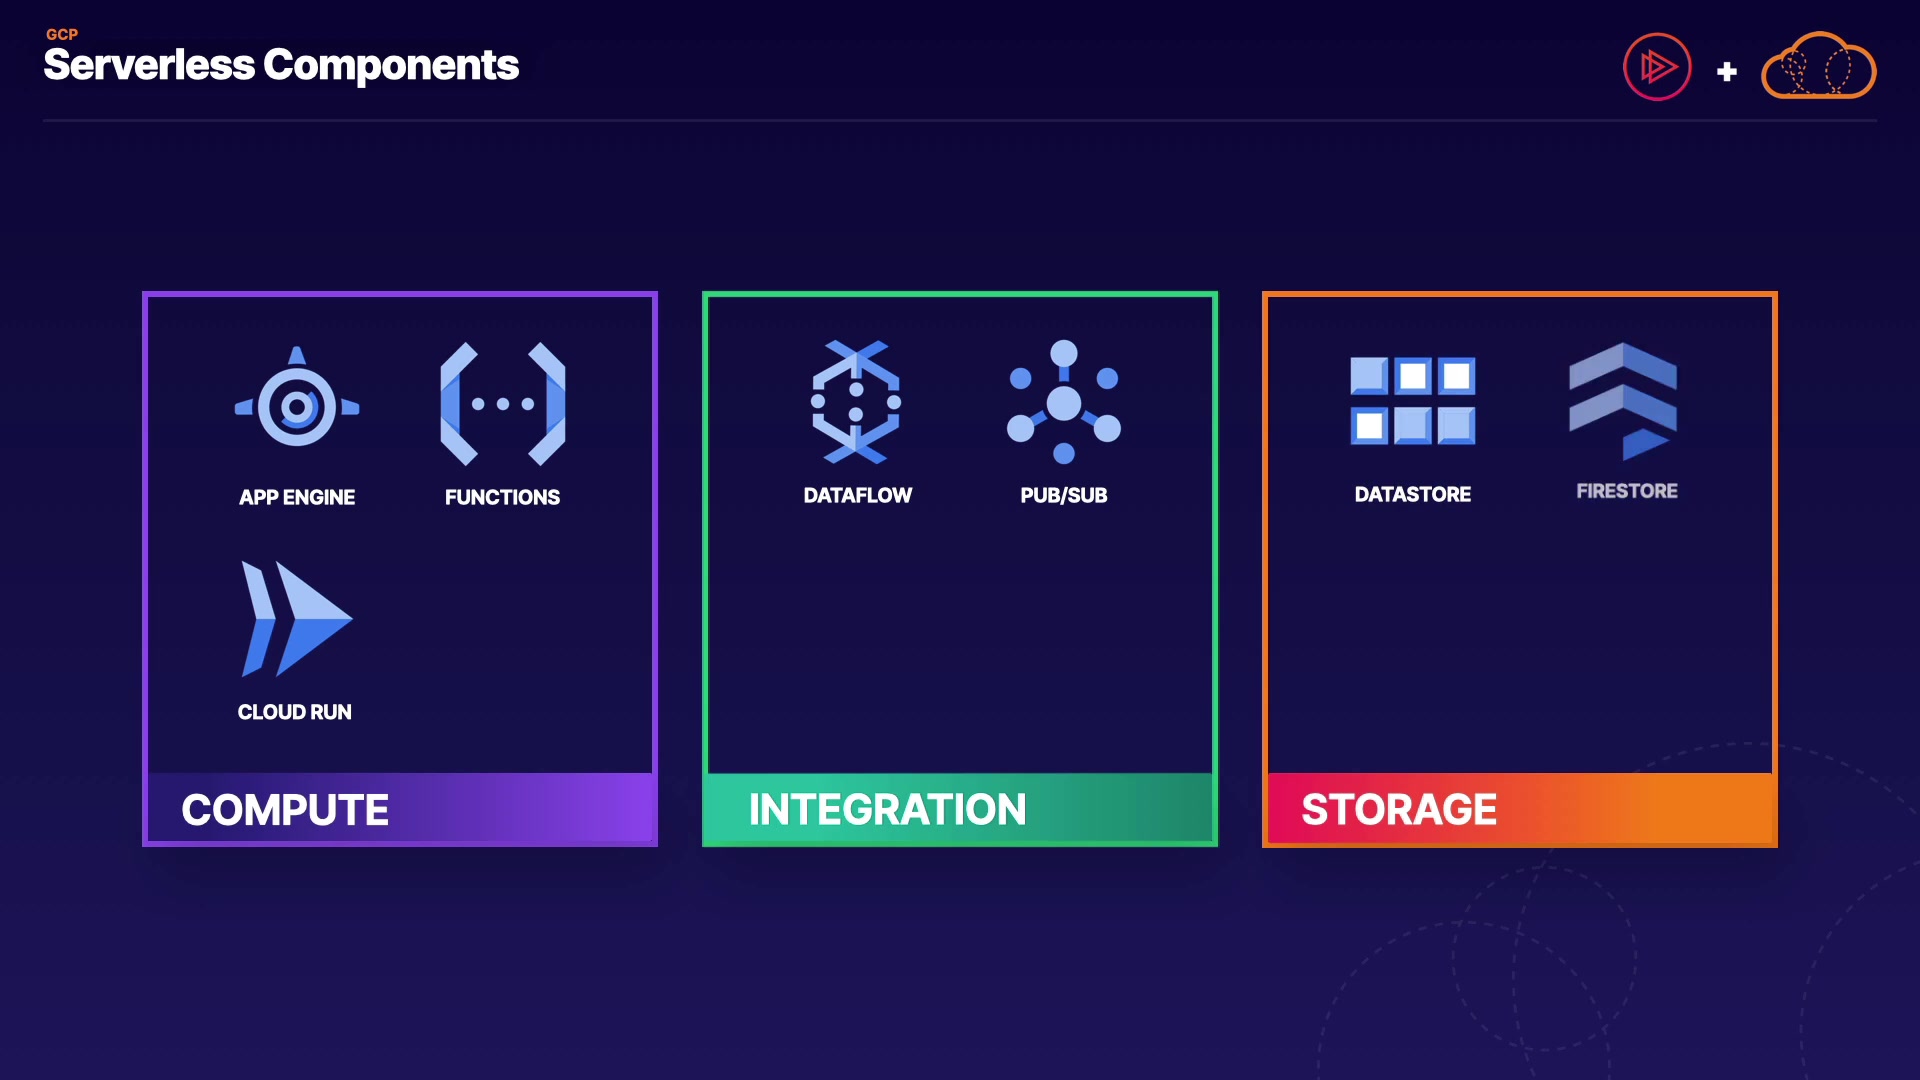 GCP
Serverless Components
APP ENGINE
FUNCTIONS
CLOUD RUN
COMPUTE
DATAFLOW
PUB/SUB
INTEGRATION
DATASTORE
FIRESTORE
STORAGE